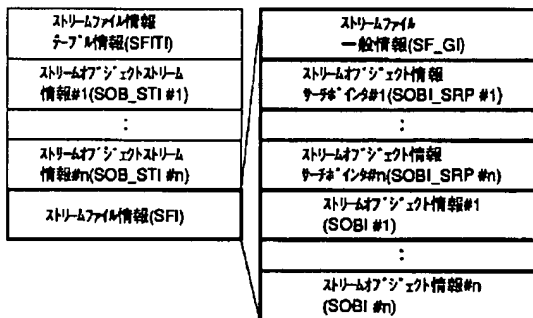 ストリームファイル情報
テーブル情報(SFITI)
ストリームオブジェクトストリーム
情報#1(SOB_STI #1)
:
ストリームオブジェクトストリーム
情報#n(SOB_STI #n)
ストリームファイル情報(SFI)
ストリームファイル
一般情報(SF_GI)
ストリームオブジェクト情報
サーチポインタ#1(SOBI_SRP #1)
:
ストリームオブジェクト情報
サーチポインタ#n(SOBI_SRP #n)
ストリームオブジェクト情報#1
(SOBI #1)
:
ストリームオブジェクト情報#n
(SOBI #n)